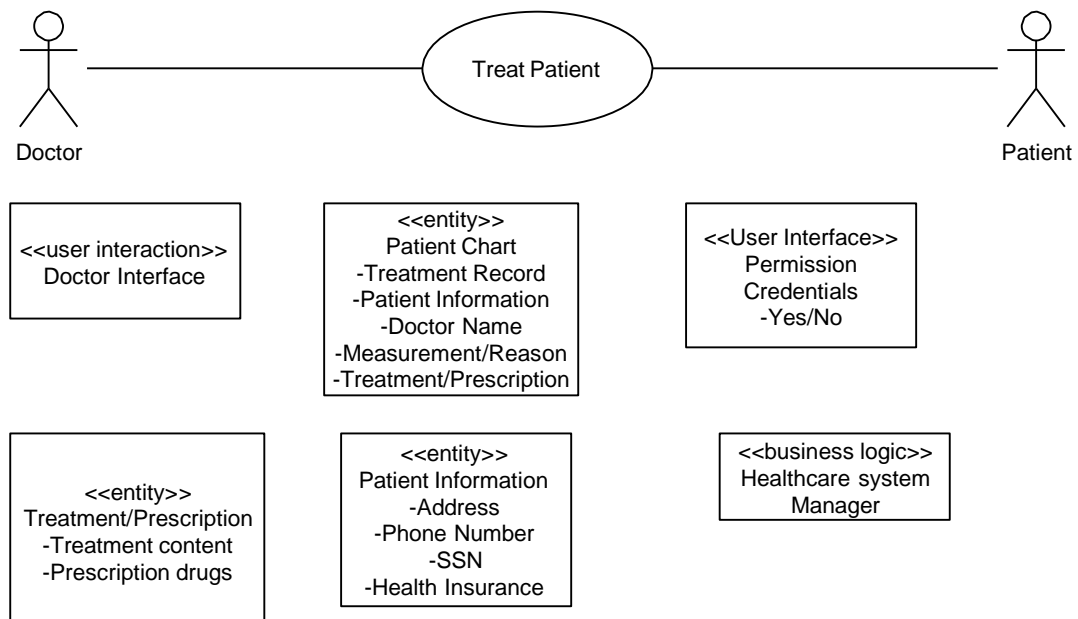 Treat Patient
Doctor
Patient
<<user interaction>>
Doctor Interface
<<entity>>
Patient Chart
-Treatment Record
-Patient Information
-Doctor Name
-Measurement/Reason
-Treatment/Prescription
<<User Interface>>
Permission
Credentials
-Yes/No
<<entity>>
Treatment/Prescription
-Treatment content
-Prescription drugs
<<entity>>
Patient Information
-Address
-Phone Number
-SSN
-Health Insurance
<<business logic>>
Healthcare system
Manager